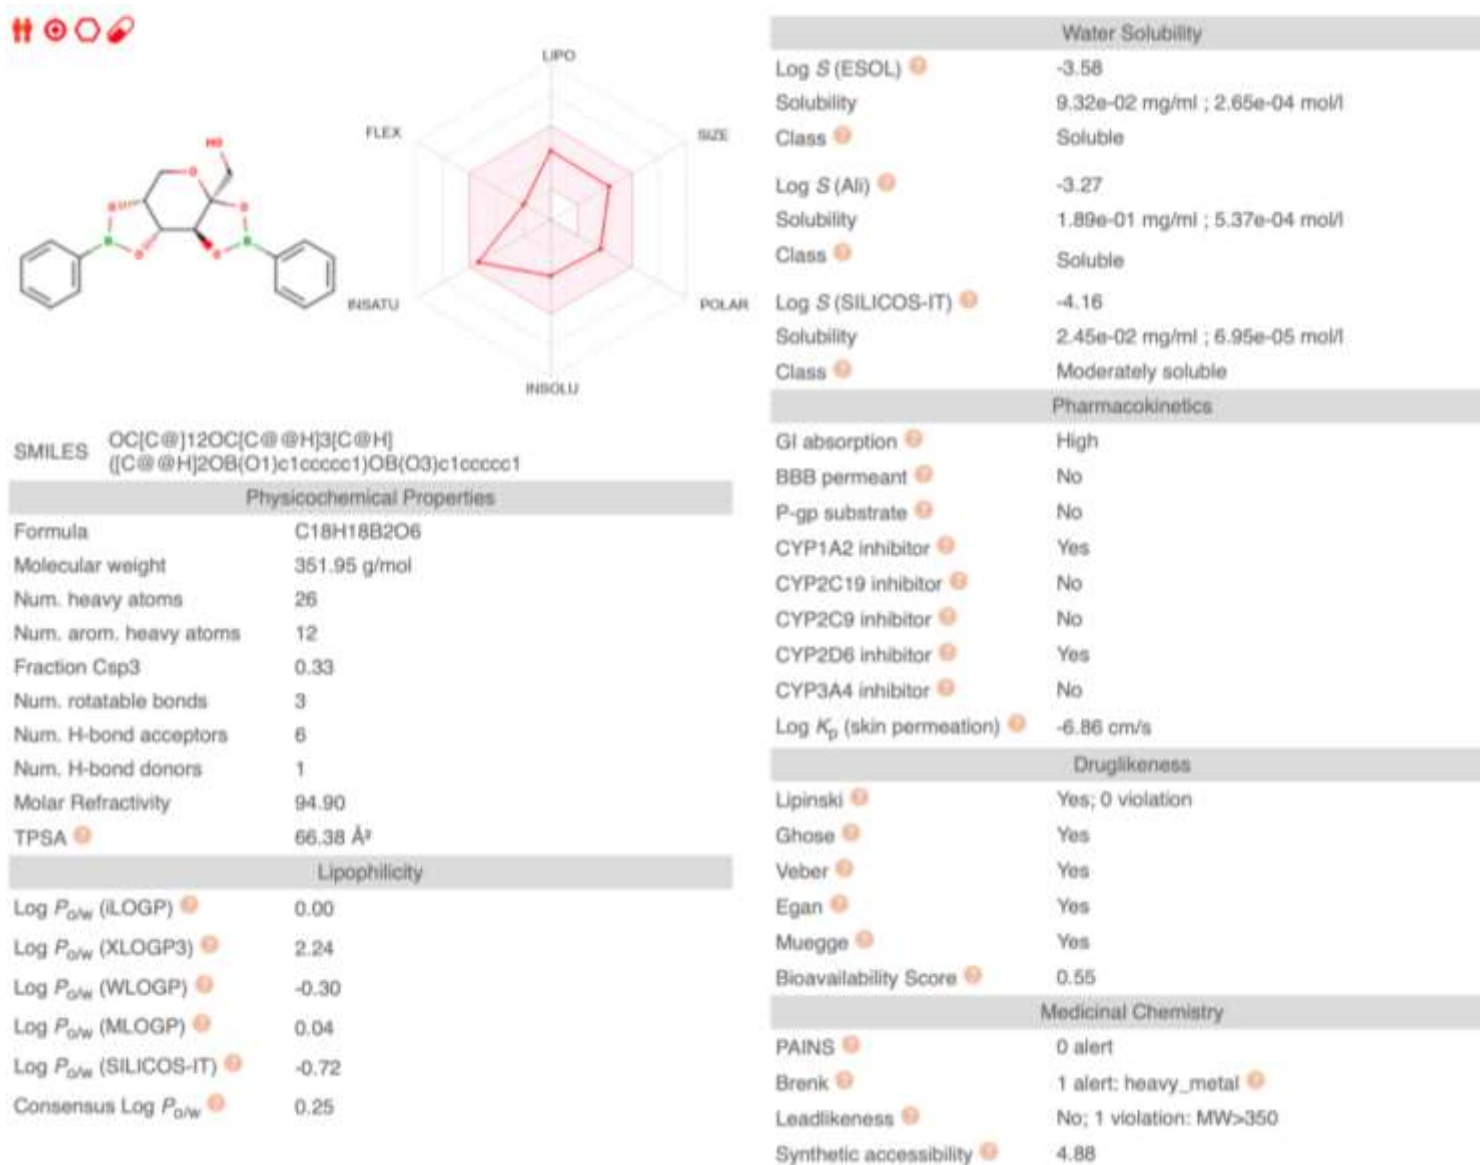 HO
O
O
O
B
O
O
B
LIPO
FLEX
SIZE
INSATU
POLAR
INSOLU
SMILES OC[C@]12OC[C@@H]3[C@H]
([C@@H]2OB(O1)c1ccccc1)OB(O3)c1ccccc1
Physicochemical Properties
Formula C18H18B2O6
Molecular weight 351.95 g/mol
Num. heavy atoms 26
Num. arom. heavy atoms 12
Fraction Csp3 0.33
Num. rotatable bonds 3
Num. H-bond acceptors 6
Num. H-bond donors 1
Molar Refractivity 94.90
TPSA ? 66.38 Å²
Lipophilicity
Log Po/w (iLOGP) ? 0.00
Log Po/w (XLOGP3) ? 2.24
Log Po/w (WLOGP) ? -0.30
Log Po/w (MLOGP) ? 0.04
Log Po/w (SILICOS-IT) ? -0.72
Consensus Log Po/w ? 0.25
Water Solubility
Log S (ESOL) ? -3.58
Solubility 9.32e-02 mg/ml ; 2.65e-04 mol/l
Class ? Soluble
Log S (Ali) ? -3.27
Solubility 1.89e-01 mg/ml ; 5.37e-04 mol/l
Class ? Soluble
Log S (SILICOS-IT) ? -4.16
Solubility 2.45e-02 mg/ml ; 6.95e-05 mol/l
Class ? Moderately soluble
Pharmacokinetics
GI absorption ? High
BBB permeant ? No
P-gp substrate ? No
CYP1A2 inhibitor ? Yes
CYP2C19 inhibitor ? No
CYP2C9 inhibitor ? No
CYP2D6 inhibitor ? Yes
CYP3A4 inhibitor ? No
Log Kp (skin permeation) ? -6.86 cm/s
Druglikeness
Lipinski ? Yes; 0 violation
Ghose ? Yes
Veber ? Yes
Egan ? Yes
Muegge ? Yes
Bioavailability Score ? 0.55
Medicinal Chemistry
PAINS ? 0 alert
Brenk ? 1 alert: heavy_metal ?
Leadlikeness ? No; 1 violation: MW>350
Synthetic accessibility ? 4.88